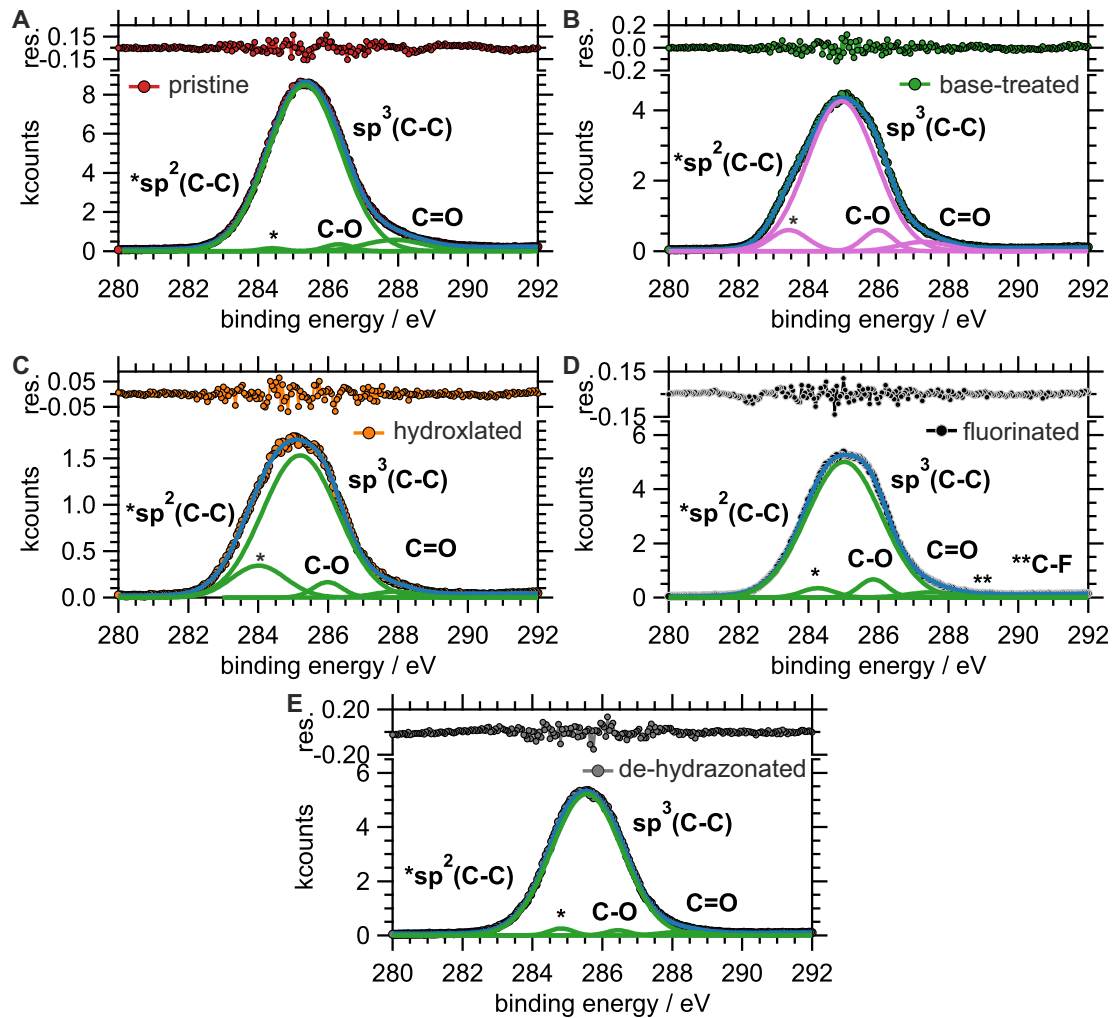 A
res.
0.15
-0.15
pristine
kcounts
8
6
4
2
0
sp3(C-C)
*sp2(C-C)
*
C-O
C=O
280 282 284 286 288 290 292
binding energy / eV
B
res.
0.2
0.0
-0.2
base-treated
kcounts
4
2
0
sp3(C-C)
*sp2(C-C)
*
C-O
C=O
280 282 284 286 288 290 292
binding energy / eV
C
res.
0.05
-0.05
hydroxlated
kcounts
1.5
1.0
0.5
0.0
sp3(C-C)
*sp2(C-C)
*
C-O
C=O
280 282 284 286 288 290 292
binding energy / eV
D
res.
0.15
-0.15
fluorinated
kcounts
6
4
2
0
sp3(C-C)
*sp2(C-C)
*
C-O
C=O
**
**C-F
280 282 284 286 288 290 292
binding energy / eV
E
res.
0.20
-0.20
de-hydrazonated
kcounts
6
4
2
0
sp3(C-C)
*sp2(C-C)
*
C-O
C=O
280 282 284 286 288 290 292
binding energy / eV